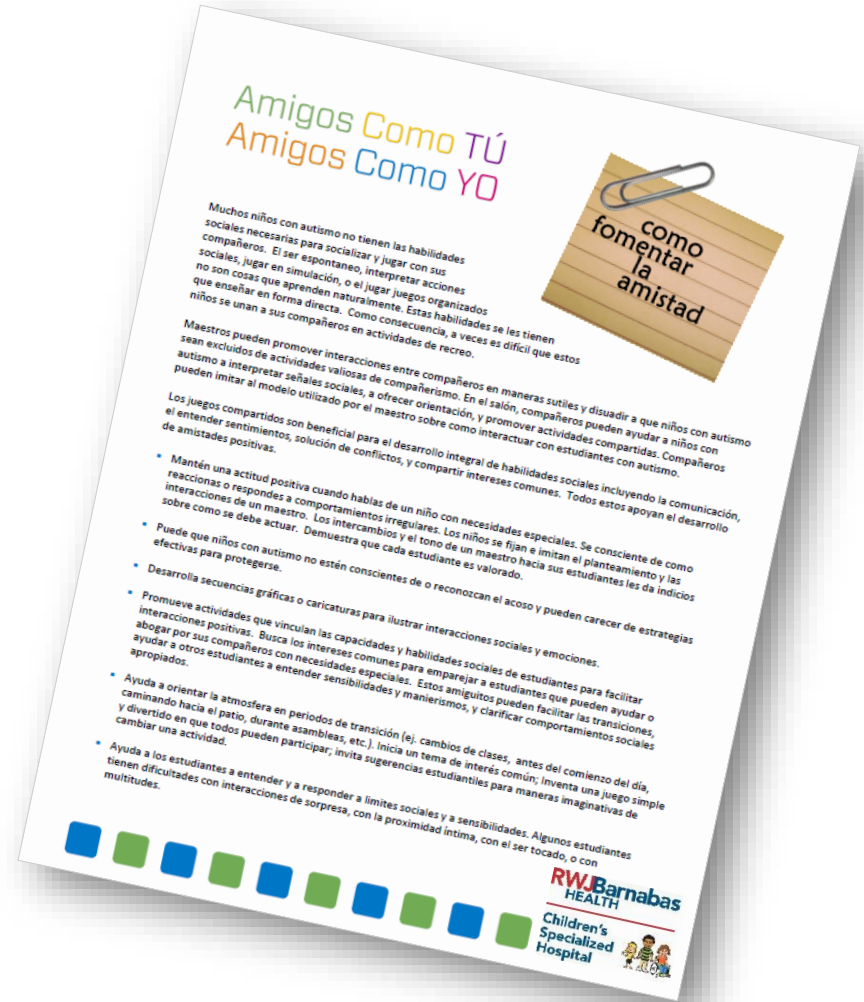 Amigos Como TÚ
Amigos Como YO
como
fomentar
la
amistad
Muchos niños con autismo no tienen las habilidades
sociales necesarias para socializar y jugar con sus
compañeros. El ser espontaneo, interpretar acciones
sociales, jugar en simulación, o el jugar juegos organizados
no son cosas que aprenden naturalmente. Estas habilidades se les tienen
que enseñar en forma directa. Como consecuencia, a veces es difícil que estos
niños se unan a sus compañeros en actividades de recreo.
Maestros pueden promover interacciones entre compañeros en maneras sutiles y disuadir a que niños con autismo
sean excluidos de actividades valiosas de compañerismo. En el salón, compañeros pueden ayudar a niños con
autismo a interpretar señales sociales, a ofrecer orientación, y promover actividades compartidas. Compañeros
pueden imitar al modelo utilizado por el maestro sobre como interactuar con estudiantes con autismo.
Los juegos compartidos son beneficial para el desarrollo integral de habilidades sociales incluyendo la comunicación,
el entender sentimientos, solución de conflictos, y compartir intereses comunes. Todos estos apoyan el desarrollo
de amistades positivas.
▪ Mantén una actitud positiva cuando hablas de un niño con necesidades especiales. Se consciente de como
reaccionas o respondes a comportamientos irregulares. Los niños se fijan e imitan el planteamiento y las
interacciones de un maestro. Los intercambios y el tono de un maestro hacia sus estudiantes les da indicios
sobre como se debe actuar. Demuestra que cada estudiante es valorado.
▪ Puede que niños con autismo no estén conscientes de o reconozcan el acoso y pueden carecer de estrategias
efectivas para protegerse.
▪ Desarrolla secuencias gráficas o caricaturas para ilustrar interacciones sociales y emociones.
▪ Promueve actividades que vinculan las capacidades y habilidades sociales de estudiantes para facilitar
interacciones positivas. Busca los intereses comunes para emparejar a estudiantes que pueden ayudar o
abogar por sus compañeros con necesidades especiales. Estos amiguitos pueden facilitar las transiciones,
ayudar a otros estudiantes a entender sensibilidades y manierismos, y clarificar comportamientos sociales
apropiados.
▪ Ayuda a orientar la atmosfera en periodos de transición (ej. cambios de clases, antes del comienzo del día,
caminando hacia el patio, durante asambleas, etc.). Inicia un tema de interés común; Inventa una juego simple
y divertido en que todos pueden participar; invita sugerencias estudiantiles para maneras imaginativas de
cambiar una actividad.
▪ Ayuda a los estudiantes a entender y a responder a limites sociales y a sensibilidades. Algunos estudiantes
tienen dificultades con interacciones de sorpresa, con la proximidad íntima, con el ser tocado, o con
multitudes.
RWJBarnabas
HEALTH
Children's
Specialized
Hospital